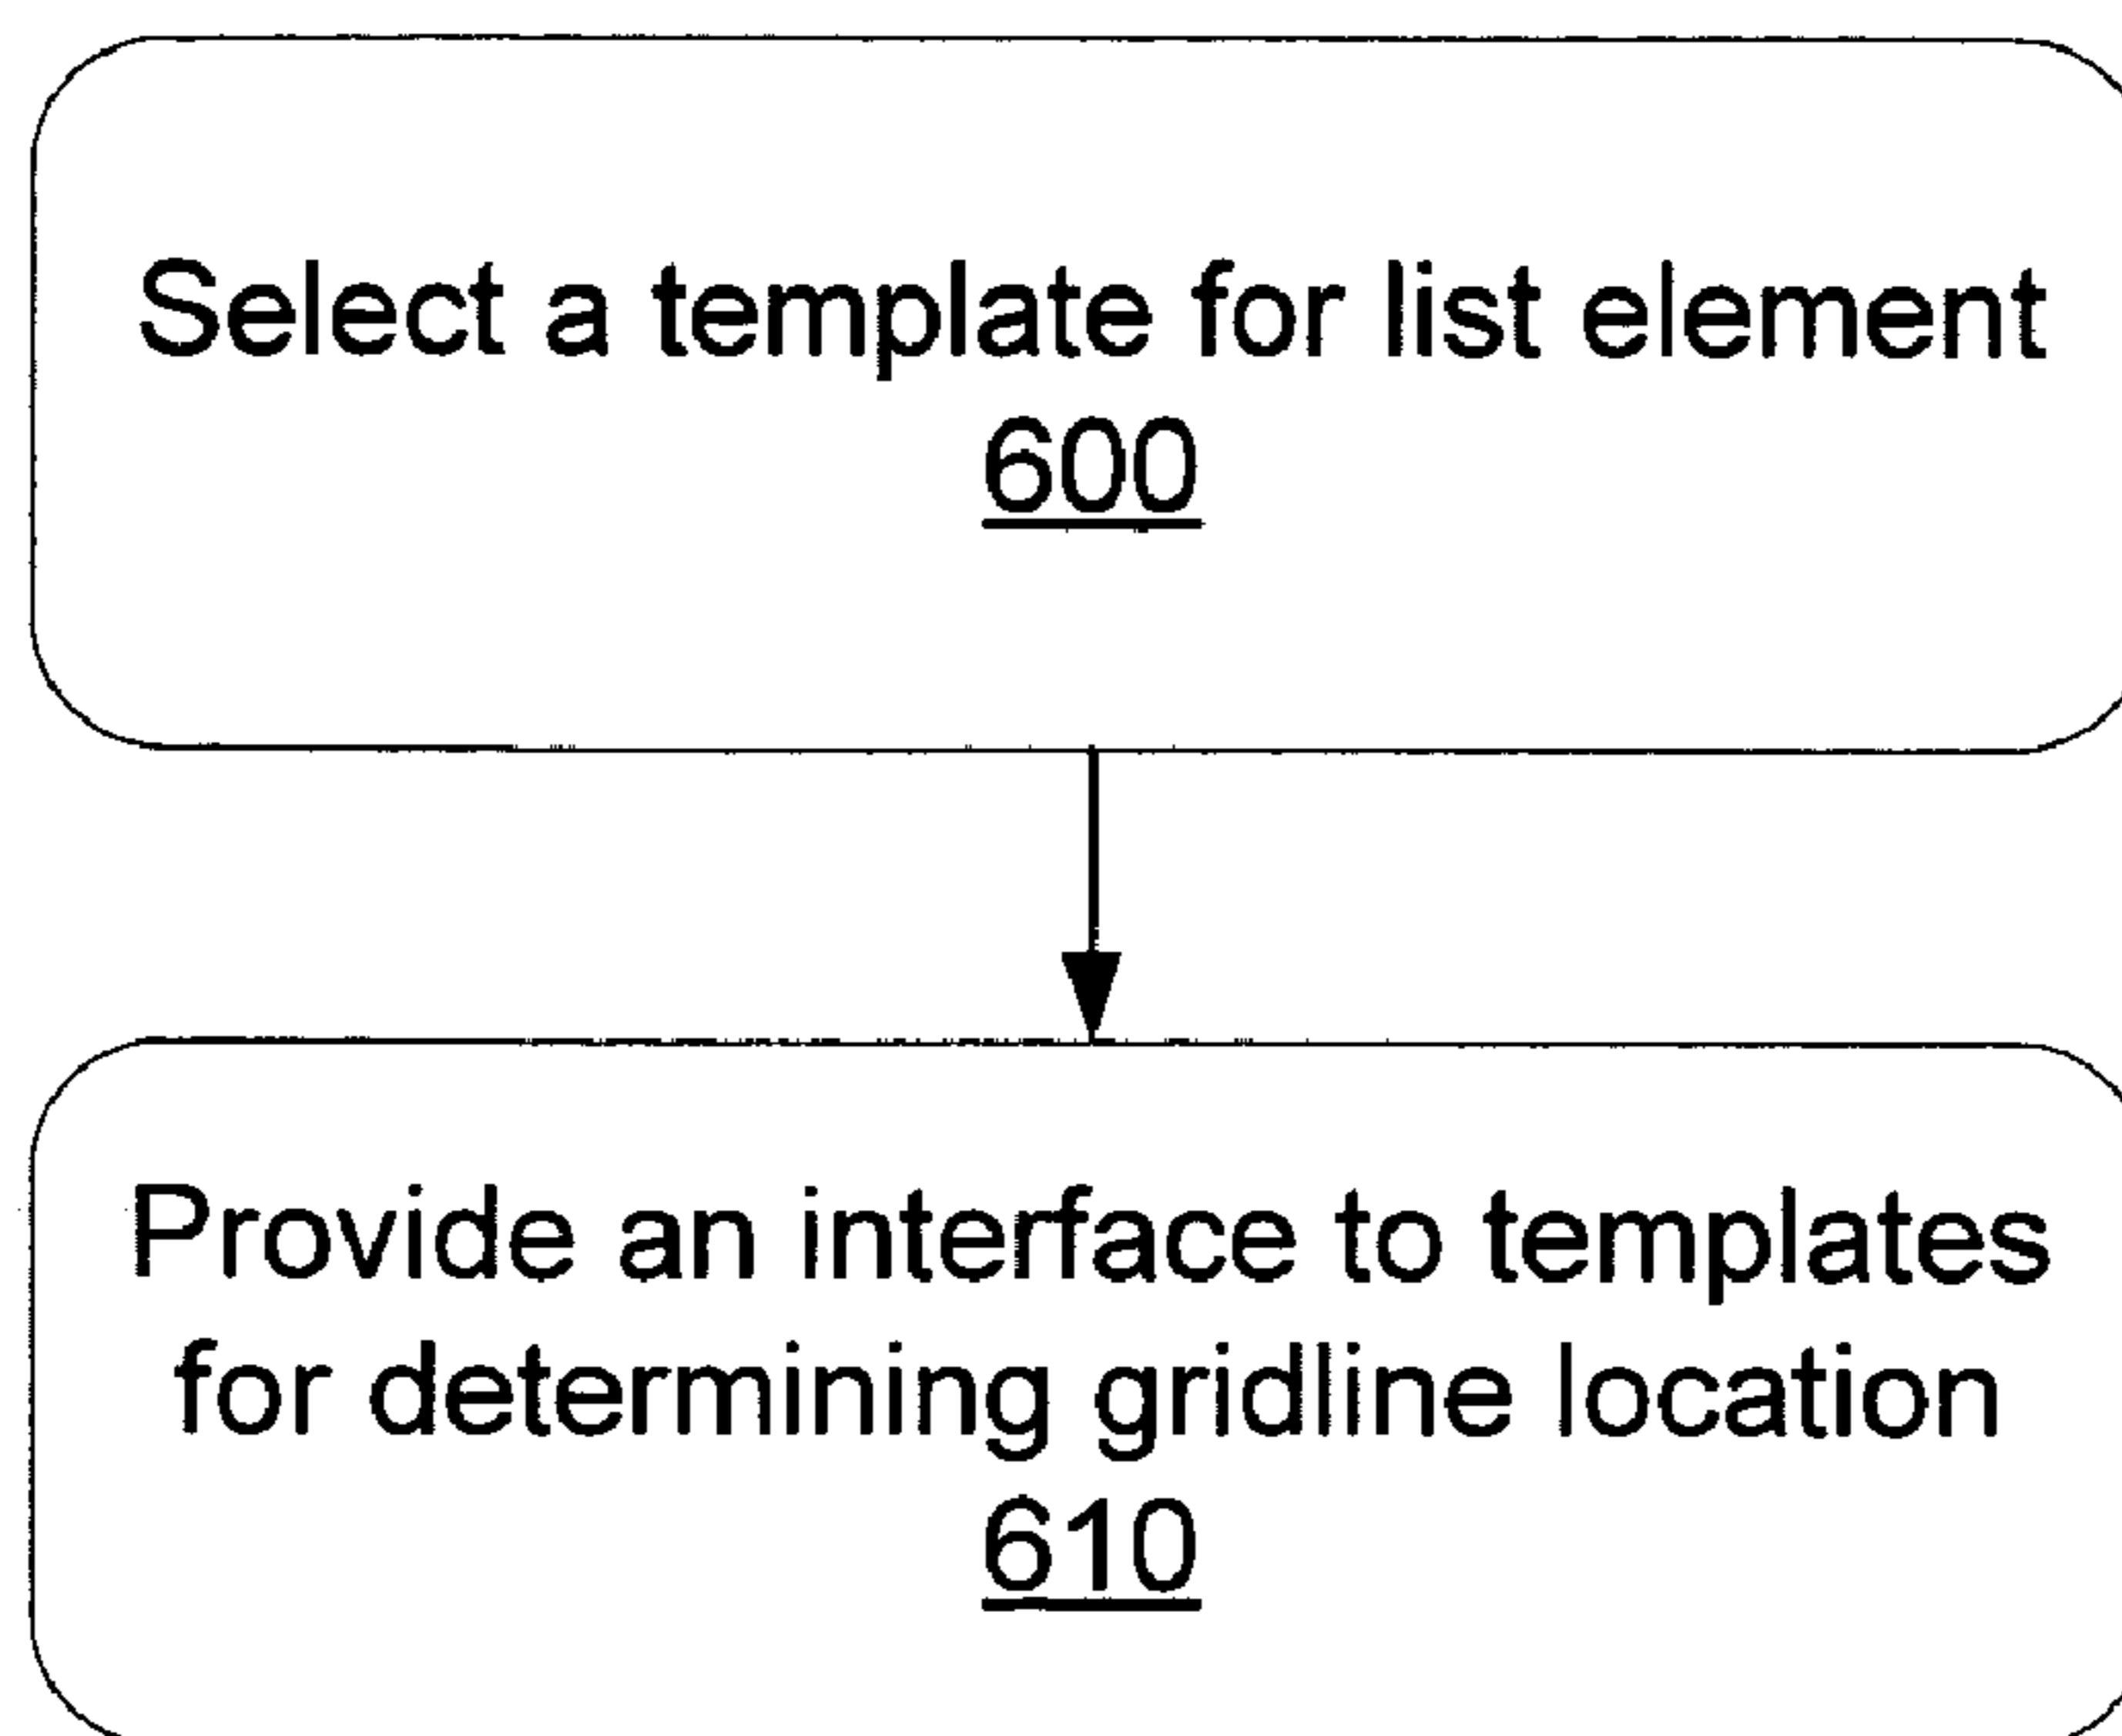 Select a template for list element
600
Provide an interface to templates
for determining gridline location
610